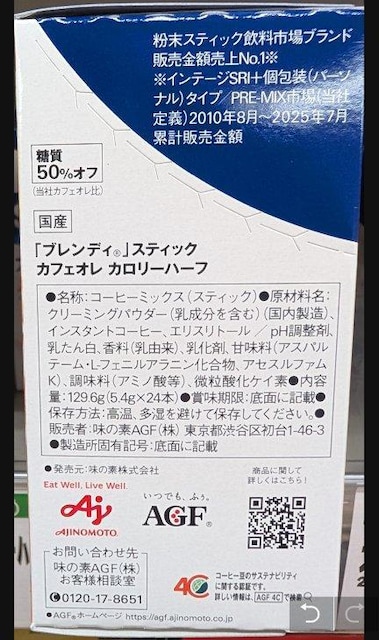 粉末スティック飲料市場ブランド
販売金額売上No.1※
※インテージSRI+個包装(パーソ
ナル)タイプ/PRE-MIX市場(当社
定義)2010年8月~2025年7月
累計販売金額
糖質
50%オフ
(当社カフェオレ比)
国産
「ブレンディ®」スティック
カフェオレ カロリーハーフ
●名称:コーヒーミックス(スティック)●原材料名:
クリーミングパウダー(乳成分を含む)(国内製造)、
インスタントコーヒー、エリスリトール/pH調整剤、
乳たん白、香料(乳由来)、乳化剤、甘味料(アスパル
テーム・L-フェニルアラニン化合物、アセスルファム
K)、調味料(アミノ酸等)、微粒酸化ケイ素●内容
量:129.6g(5.4g×24本)●賞味期限:底面に記載●
保存方法:高温、多湿を避けて保存してください。●
販売者:味の素AGF(株) 東京都渋谷区初台1-46-3
●製造所固有記号:底面に記載
●発売元:味の素株式会社
Eat Well, Live Well.
AJINOMOTO
いつでも、ふぅ。
AGF®
商品に関して
詳しくはこちら!
お問い合わせ先
味の素AGF(株)
お客様相談室
0120-17-8651
4C
コーヒー豆のサステナビリティ
に関する認証です。
詳しい情報は、AGF 4Cで検索
●AGF®ホームページ https://agf.ajinomoto.co.jp